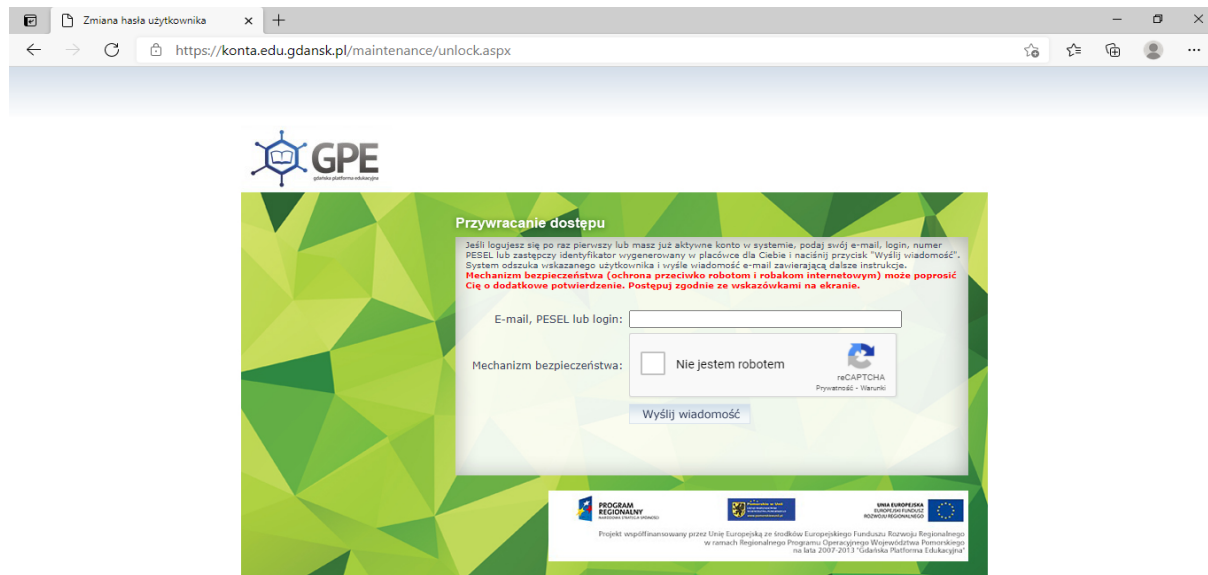 Zmiana hasła użytkownika
https://konta.edu.gdansk.pl/maintenance/unlock.aspx
GPE
gdańska platforma edukacyjna
Przywracanie dostępu
Jeśli logujesz się po raz pierwszy lub masz już aktywne konto w systemie, podaj swój e-mail, login, numer
PESEL lub zastępczy identyfikator wygenerowany w placówce dla Ciebie i naciśnij przycisk "Wyślij wiadomość".
System odszuka wskazanego użytkownika i wyśle wiadomość e-mail zawierającą dalsze instrukcje.
Mechanizm bezpieczeństwa (ochrona przeciwko robotom i robakom internetowym) może poprosić
Cię o dodatkowe potwierdzenie. Postępuj zgodnie ze wskazówkami na ekranie.
E-mail, PESEL lub login:
Mechanizm bezpieczeństwa:
Nie jestem robotem
reCAPTCHA
Prywatność - Warunki
Wyślij wiadomość
PROGRAM
REGIONALNY
NARODOWA STRATEGIA SPÓJNOŚCI
UNIA EUROPEJSKA
EUROPEJSKI FUNDUSZ
ROZWOJU REGIONALNEGO
Projekt współfinansowany przez Unię Europejską ze środków Europejskiego Funduszu Rozwoju Regionalnego
w ramach Regionalnego Programu Operacyjnego Województwa Pomorskiego
na lata 2007-2013 "Gdańska Platforma Edukacyjna"